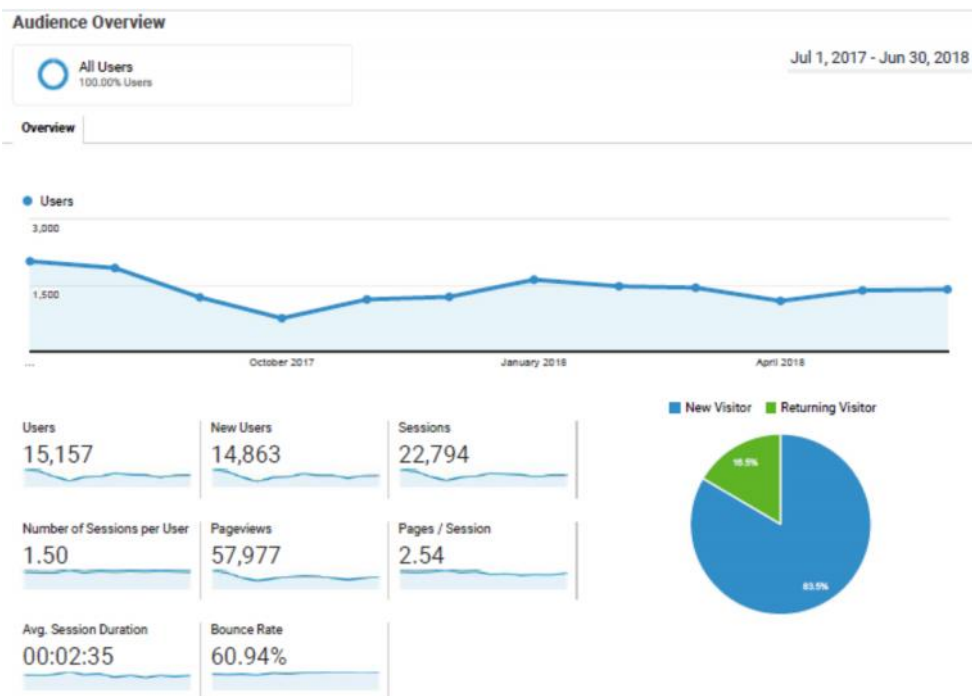 Audience Overview
All Users
100.00% Users
Jul 1, 2017 - Jun 30, 2018
Overview
Users
3,000
1,500
...
October 2017
January 2018
April 2018
New Visitor
Returning Visitor
Users
New Users
Sessions
15,157
14,863
22,794
16.5%
Number of Sessions per User
Pageviews
Pages / Session
1.50
57,977
2.54
83.5%
Avg. Session Duration
Bounce Rate
00:02:35
60.94%